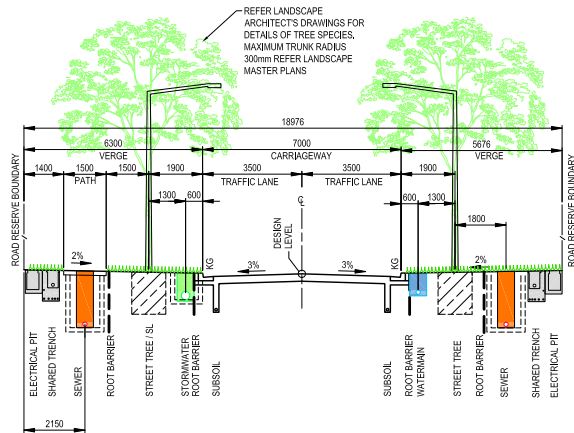 REFER LANDSCAPE
ARCHITECT'S DRAWINGS FOR
DETAILS OF TREE SPECIES.
MAXIMUM TRUNK RADIUS
300mm REFER LANDSCAPE
MASTER PLANS
18976
6300
VERGE
7000
CARRIAGEWAY
5676
VERGE
1400
1500
PATH
1500
1900
3500
TRAFFIC LANE
3500
TRAFFIC LANE
1900
1300
600
600
1300
1800
ROAD RESERVE BOUNDARY
KG
DESIGN
LEVEL
KG
ROAD RESERVE BOUNDARY
2%
3%
3%
2%
ELECTRICAL PIT
SHARED TRENCH
SEWER
ROOT BARRIER
STREET TREE / SL
STORMWATER
ROOT BARRIER
SUBSOIL
SUBSOIL
ROOT BARRIER
WATERMAIN
STREET TREE
ROOT BARRIER
SEWER
SHARED TRENCH
ELECTRICAL PIT
2150